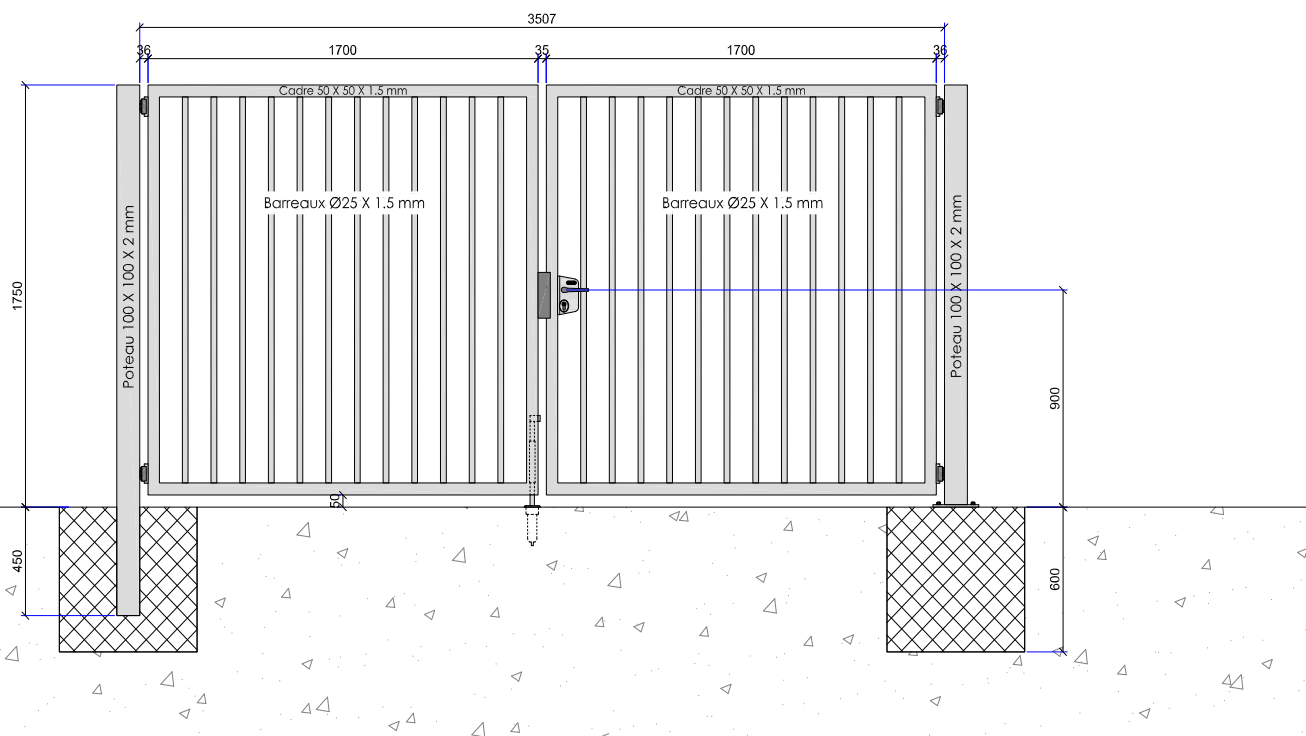 3507
36 1700 35 1700 36
Cadre 50 X 50 X 1.5 mm Cadre 50 X 50 X 1.5 mm
Barreaux Ø25 X 1.5 mm Barreaux Ø25 X 1.5 mm
Poteau 100 X 100 X 2 mm
Poteau 100 X 100 X 2 mm
1750
900
50
450
600